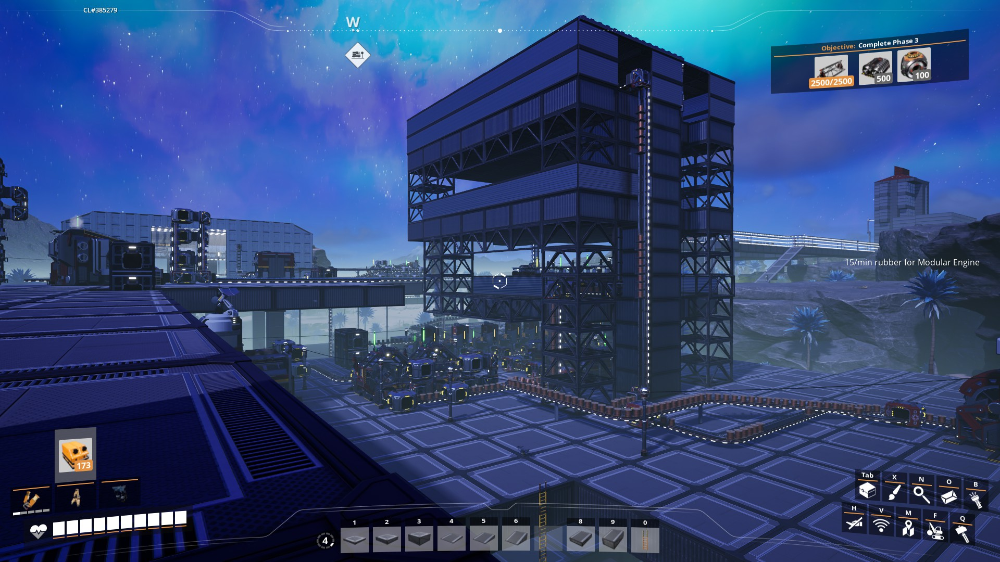 CL#385279
W
Objective: Complete Phase 3
2500/2500
500
100
15/min rubber for Modular Engine
173
Tab X N O B
H V M F Q
4
1 2 3 4 5 6 8 9 0